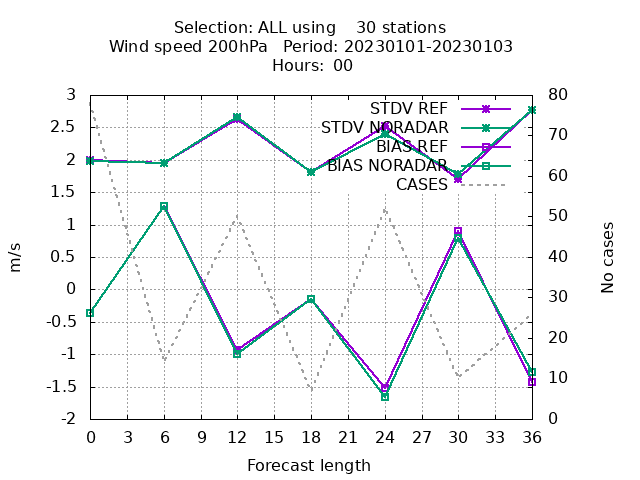 Selection: ALL using    30 stations
Wind speed 200hPa   Period: 20230101-20230103
Hours:  00
3
2.5
2
1.5
1
0.5
0
-0.5
-1
-1.5
-2
m/s
STDV REF
STDV NORADAR
BIAS REF
BIAS NORADAR
CASES
80
70
60
50
40
30
20
10
0
No cases
0 3 6 9 12 15 18 21 24 27 30 33 36
Forecast length